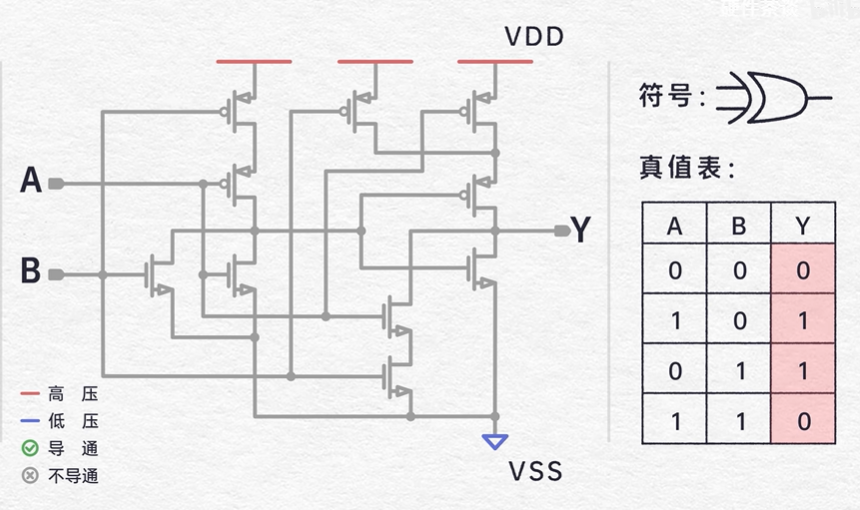 VDD
符号:
A
真值表:
A B Y
Y
0 0 0
B
1 0 1
0 1 1
高 压
低 压
1 1 0
导 通
VSS
不导通